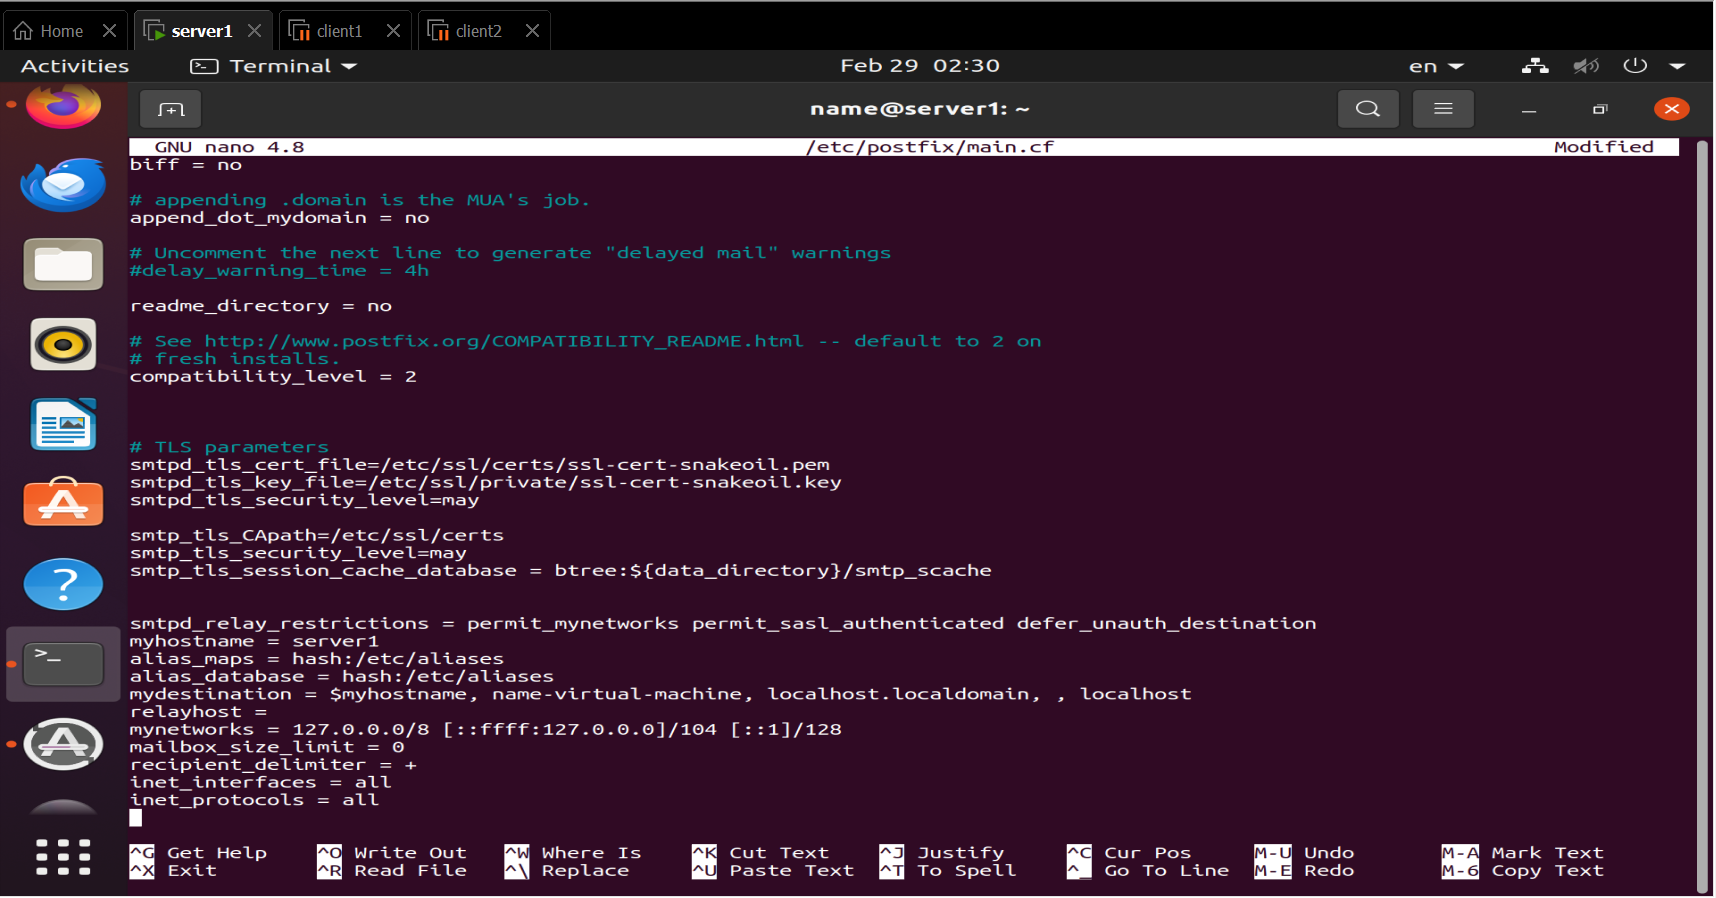 Home
server1
client1
client2
Activities
Terminal
Feb 29 02:30
en
name@server1: ~
GNU nano 4.8 /etc/postfix/main.cf Modified
biff = no
# appending .domain is the MUA's job.
append_dot_mydomain = no
# Uncomment the next line to generate "delayed mail" warnings
#delay_warning_time = 4h
readme_directory = no
# See http://www.postfix.org/COMPATIBILITY_README.html -- default to 2 on
# fresh installs.
compatibility_level = 2
# TLS parameters
smtpd_tls_cert_file=/etc/ssl/certs/ssl-cert-snakeoil.pem
smtpd_tls_key_file=/etc/ssl/private/ssl-cert-snakeoil.key
smtpd_tls_security_level=may
smtp_tls_CApath=/etc/ssl/certs
smtp_tls_security_level=may
smtp_tls_session_cache_database = btree:${data_directory}/smtp_scache
smtpd_relay_restrictions = permit_mynetworks permit_sasl_authenticated defer_unauth_destination
myhostname = server1
alias_maps = hash:/etc/aliases
alias_database = hash:/etc/aliases
mydestination = $myhostname, name-virtual-machine, localhost.localdomain, , localhost
relayhost =
mynetworks = 127.0.0.0/8 [::ffff:127.0.0.0]/104 [::1]/128
mailbox_size_limit = 0
recipient_delimiter = +
inet_interfaces = all
inet_protocols = all
^G Get Help ^O Write Out ^W Where Is ^K Cut Text ^J Justify ^C Cur Pos M-U Undo M-A Mark Text
^X Exit ^R Read File ^\ Replace ^U Paste Text ^T To Spell ^_ Go To Line M-E Redo M-6 Copy Text